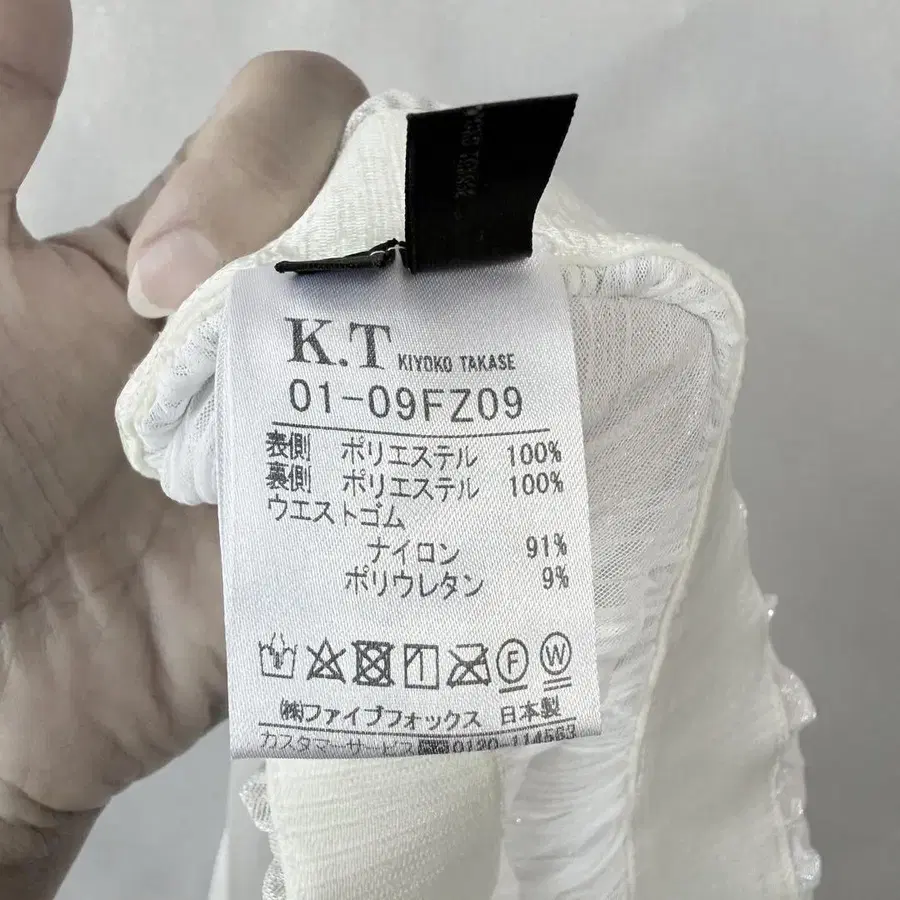 K.T KIYOKO TAKASE
01-09FZ09
表側 ポリエステル 100%
裏側 ポリエステル 100%
ウエストゴム
ナイロン 91%
ポリウレタン 9%
F W
㈱ファイブフォックス 日本製
カスタマーサービス 0120-114563